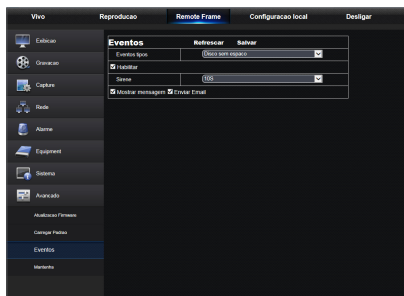 Vivo Reproducao Remote Frame Configuracao local Desligar
Exibicao
Gravacao
Capture
Rede
Alarme
Equipment
Sistema
Avancado
Atualizacao Firmware
Carregar Padrao
Eventos
Mantenha
Eventos Refrescar Salvar
Eventos tipos Disco sem espaco
Habilitar
Sirene 10S
Mostrar mensagem Enviar Email